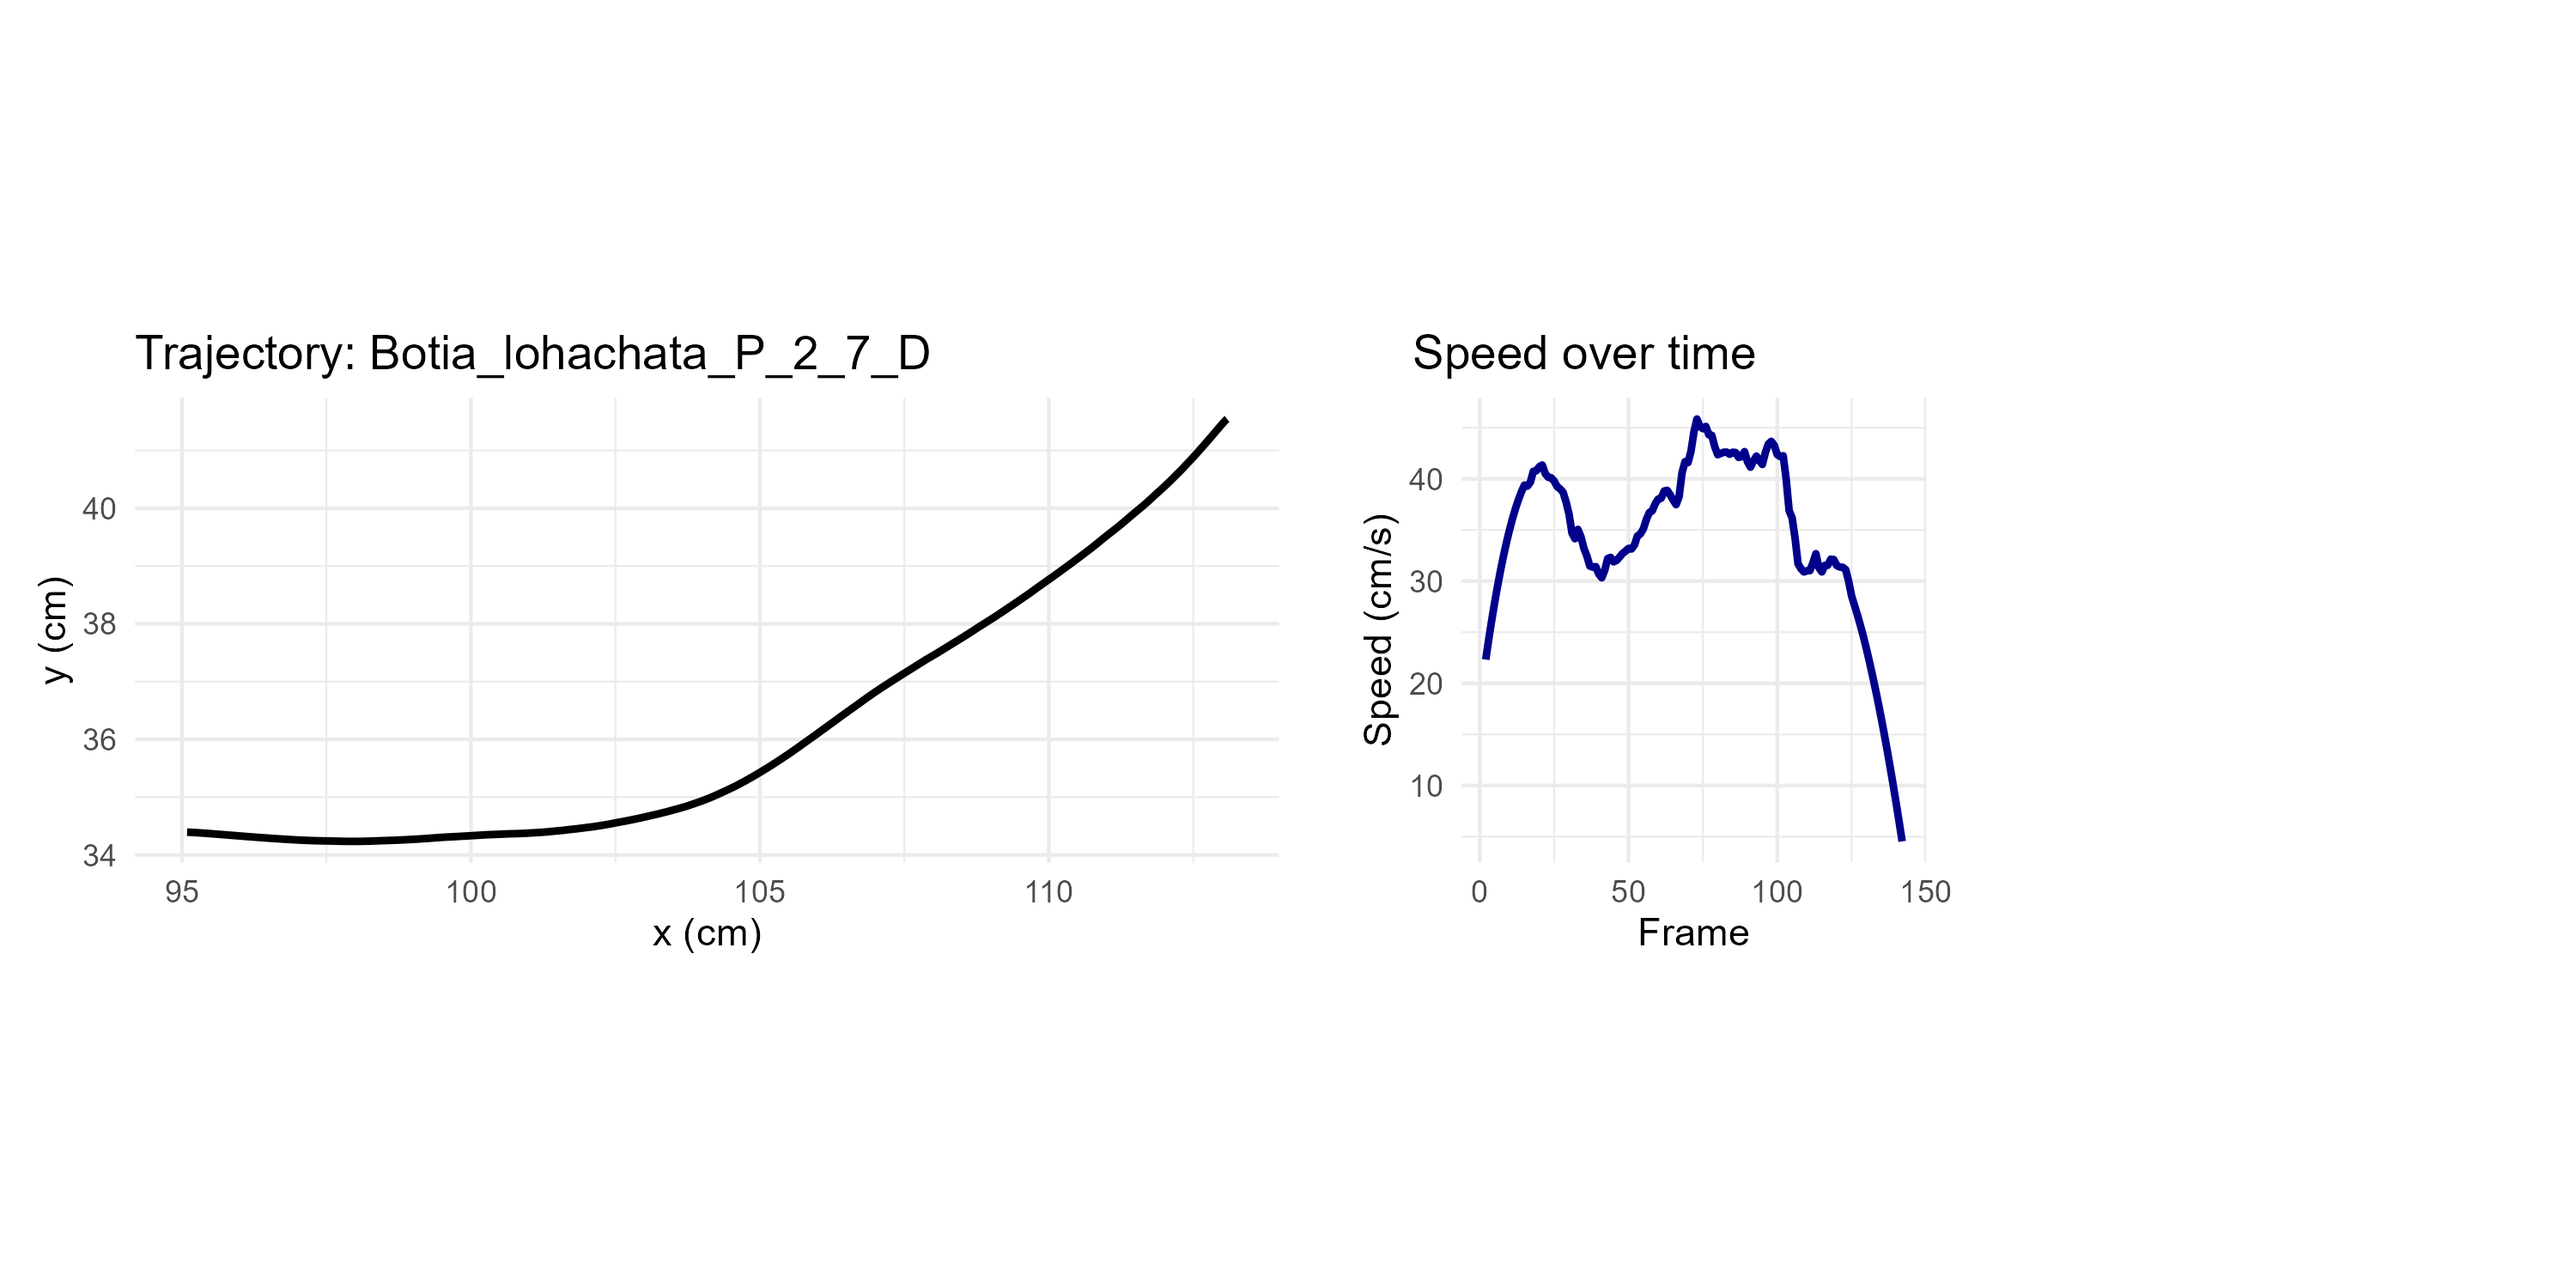 Trajectory: Botia_lohachata_P_2_7_D
y (cm)
40
38
36
34
95 100 105 110
x (cm)
Speed over time
Speed (cm/s)
40
30
20
10
0 50 100 150
Frame